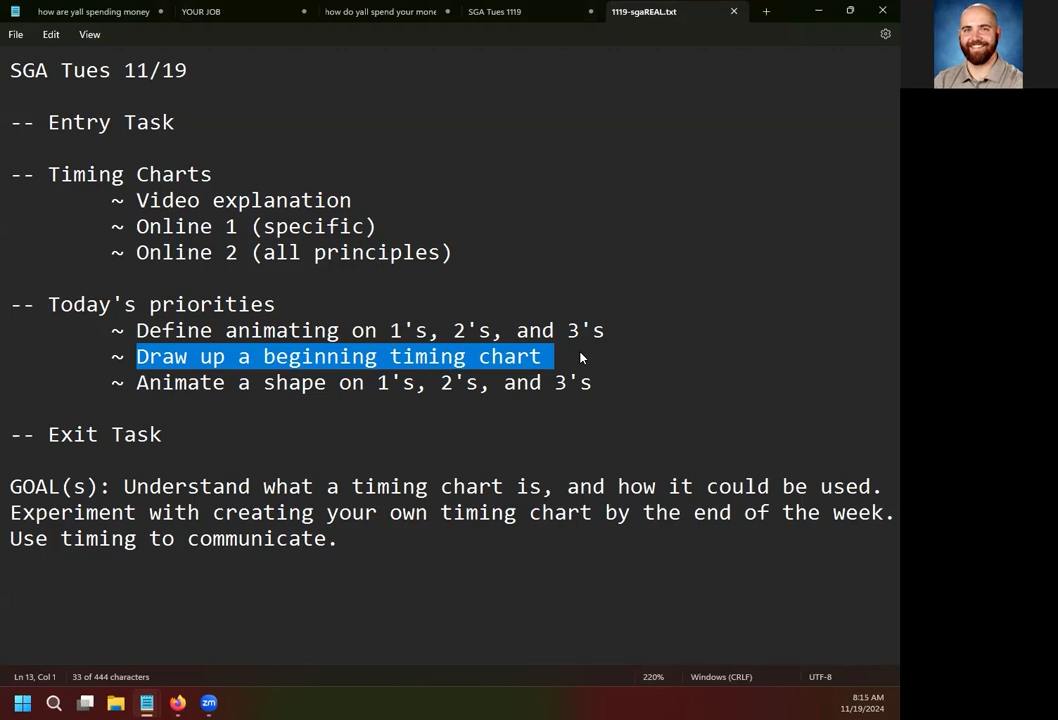 how are yall spending money
YOUR JOB
how do yall spend your mone
SGA Tues 1119
1119-sgaREAL.txt
File Edit View
SGA Tues 11/19
-- Entry Task
-- Timing Charts
~ Video explanation
~ Online 1 (specific)
~ Online 2 (all principles)
-- Today's priorities
~ Define animating on 1's, 2's, and 3's
~ Draw up a beginning timing chart
~ Animate a shape on 1's, 2's, and 3's
-- Exit Task
GOAL(s): Understand what a timing chart is, and how it could be used.
Experiment with creating your own timing chart by the end of the week.
Use timing to communicate.
Ln 13, Col 1 33 of 444 characters 220% Windows (CRLF) UTF-8
zm
8:15 AM
11/19/2024